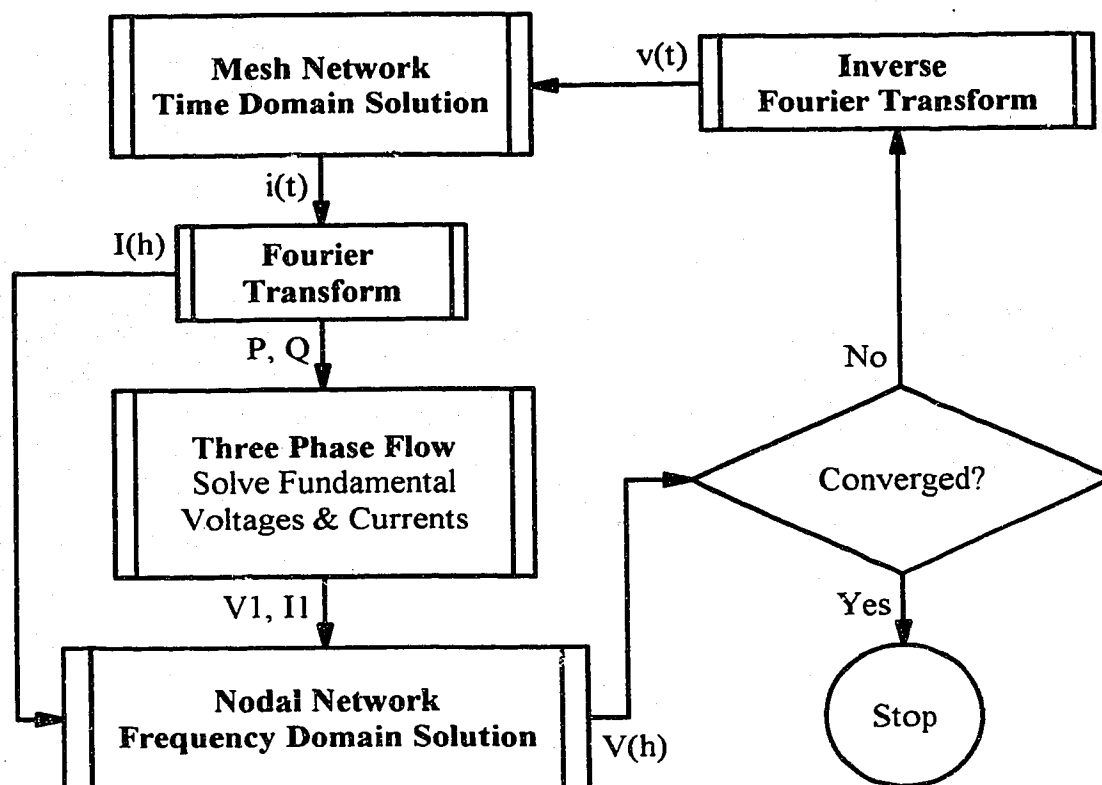 Mesh Network
Time Domain Solution
v(t)
Inverse
Fourier Transform
i(t)
I(h)
Fourier
Transform
P, Q
No
Three Phase Flow
Solve Fundamental
Voltages & Currents
Converged?
V1, I1
Yes
Nodal Network
Frequency Domain Solution
V(h)
Stop